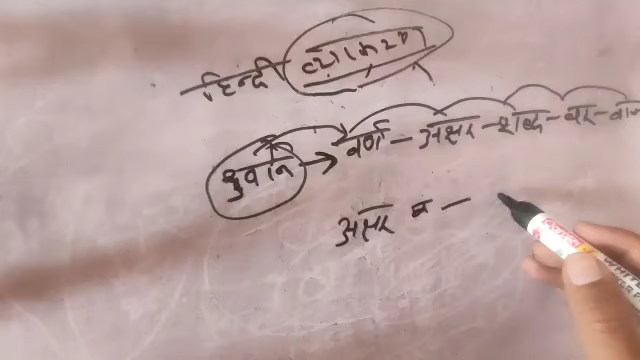 हिन्दी व्याकरण
ध्वनि → वर्ण – अक्षर – शब्द – पद –
अक्षर –